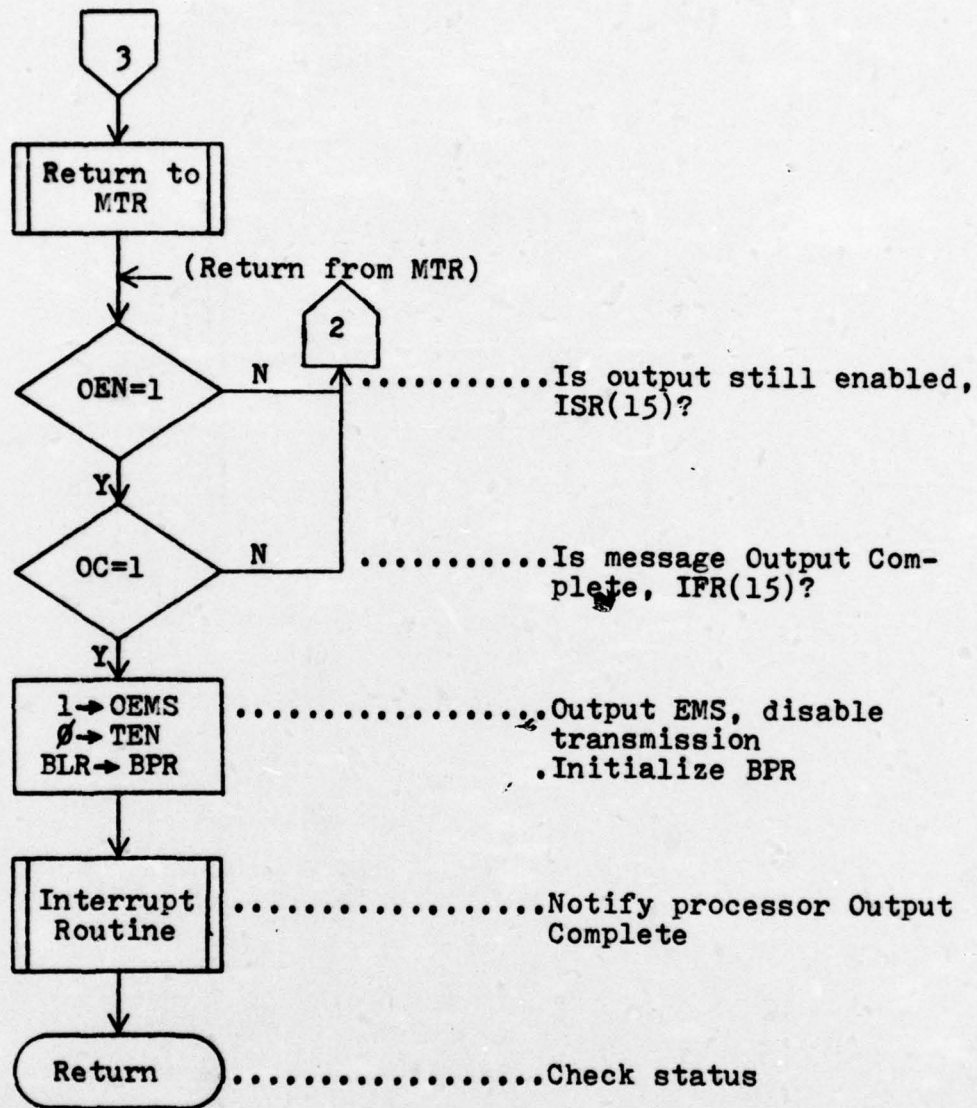 3
Return to
MTR
(Return from MTR)
2
OEN=1
N
...........Is output still enabled,
ISR(15)?
Y
OC=1
N
...........Is message Output Com-
plete, IFR(15)?
Y
1→OEMS
Ø→TEN
BLR→BPR
..................Output EMS, disable
transmission
.Initialize BPR
Interrupt
Routine
..................Notify processor Output
Complete
Return
..................Check status